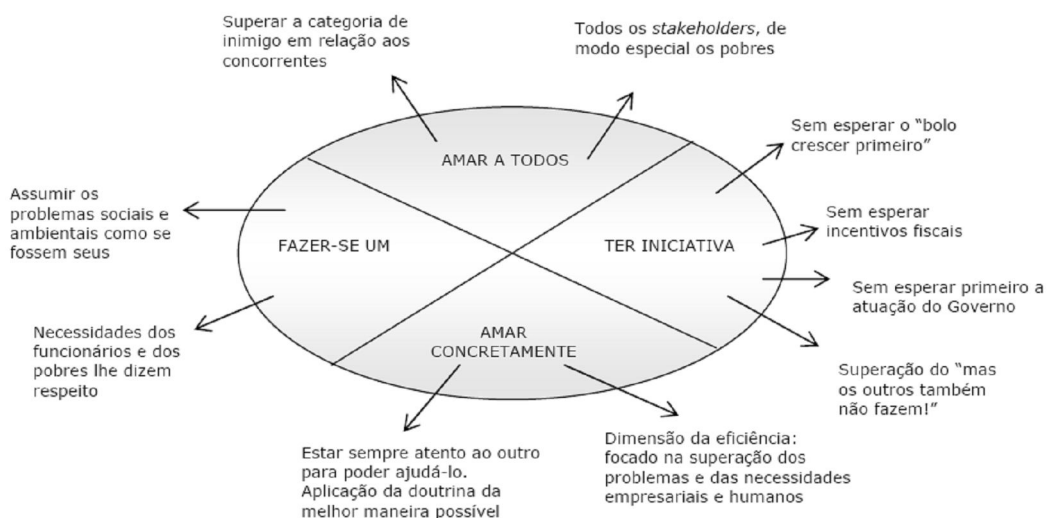 Superar a categoria de
inimigo em relação aos
concorrentes
Todos os stakeholders, de
modo especial os pobres
AMAR A TODOS
Sem esperar o “bolo
crescer primeiro”
Assumir os
problemas sociais e
ambientais como se
fossem seus
FAZER-SE UM
TER INICIATIVA
Sem esperar
incentivos fiscais
Sem esperar primeiro a
atuação do Governo
Necessidades dos
funcionários e dos
pobres lhe dizem
respeito
AMAR
CONCRETAMENTE
Superação do “mas
os outros também
não fazem!”
Estar sempre atento ao outro
para poder ajudá-lo.
Aplicação da doutrina da
melhor maneira possível
Dimensão da eficiência:
focado na superação dos
problemas e das necessidades
empresariais e humanos